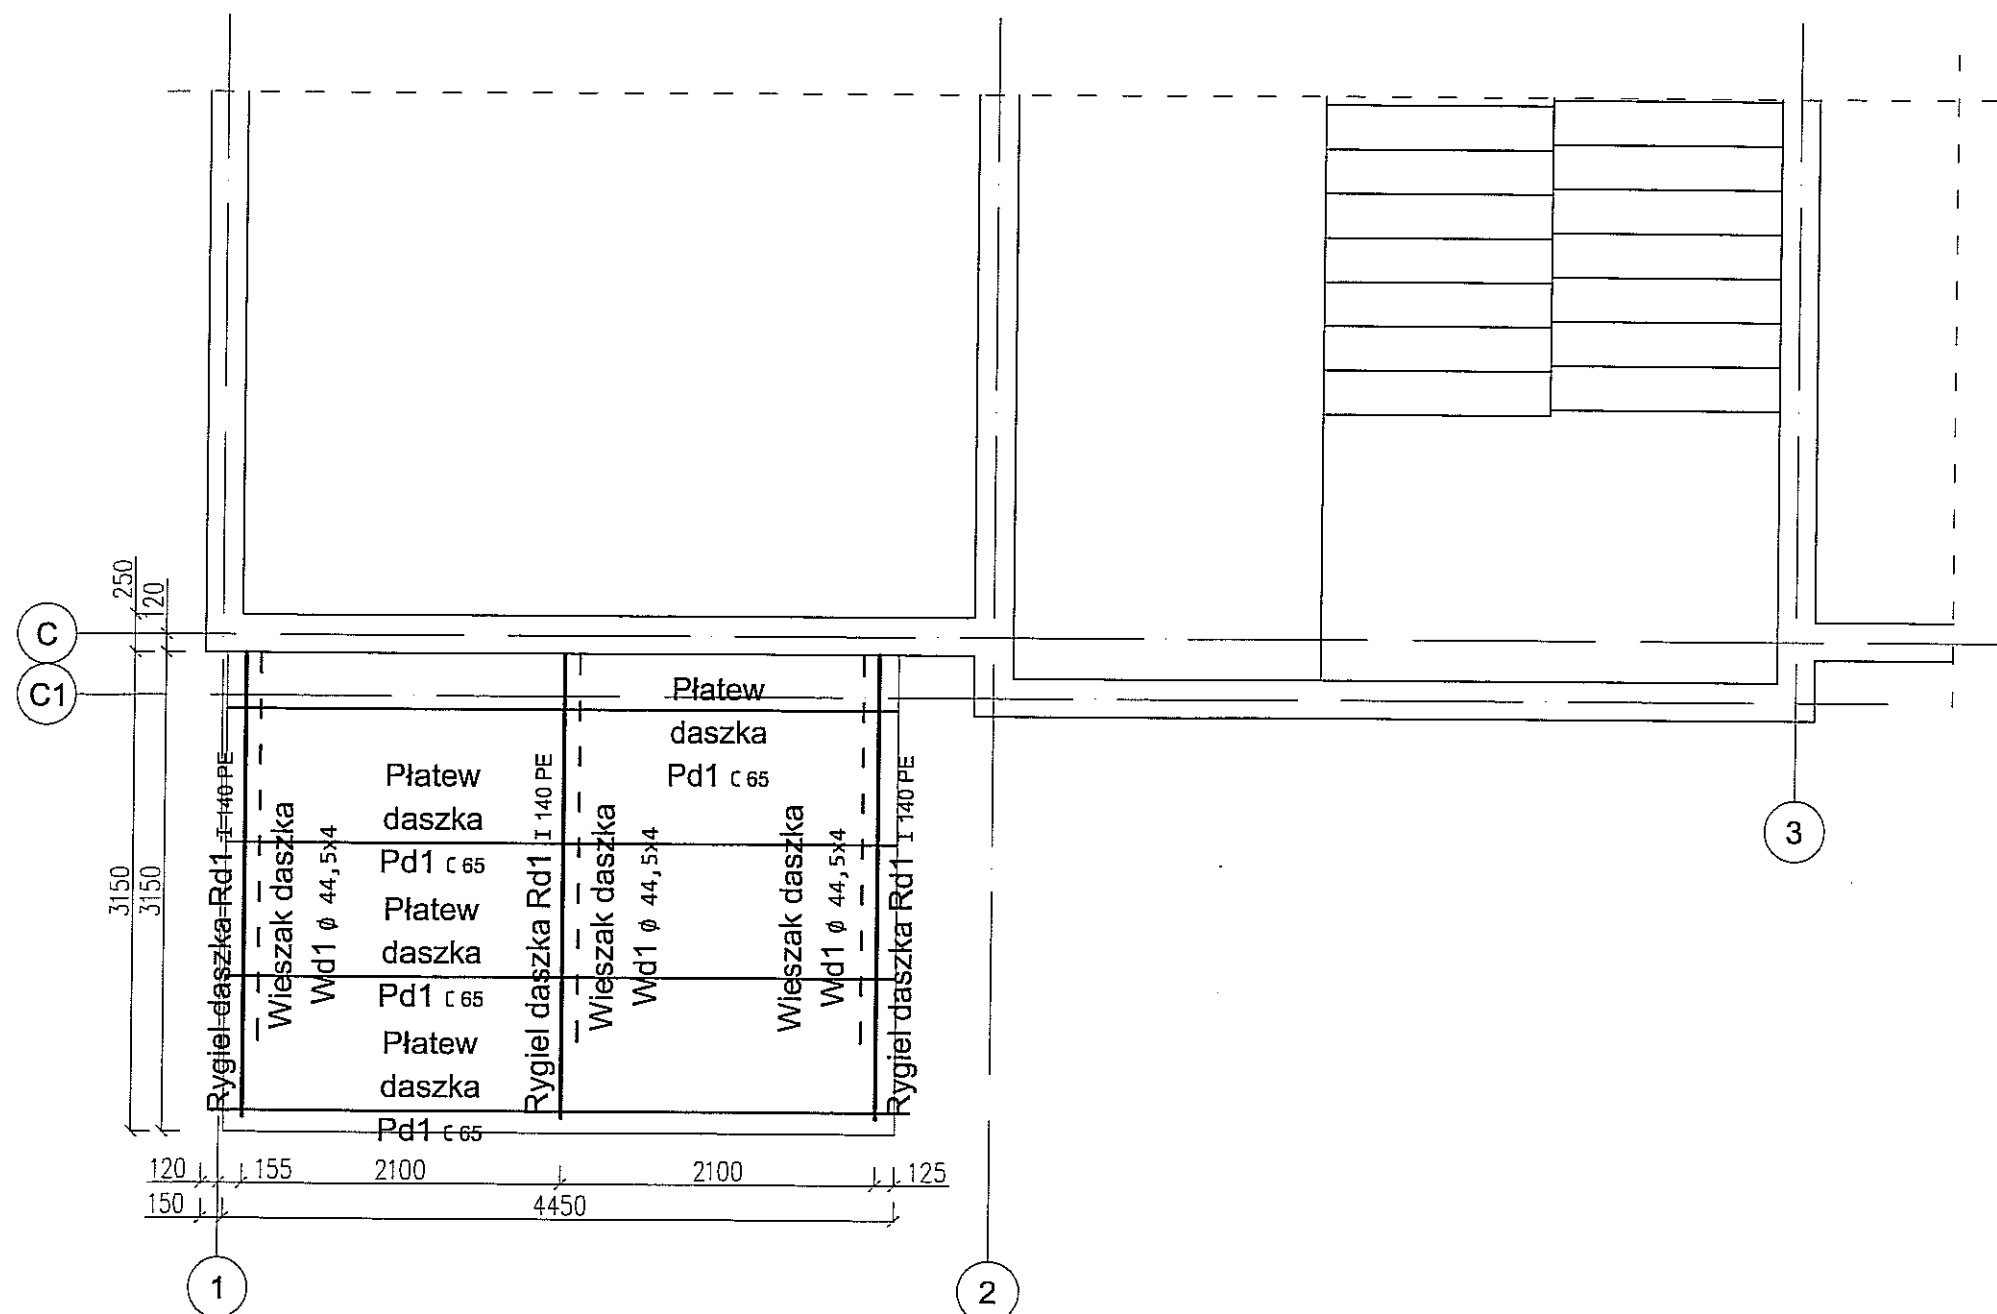 250
120
C
C1
3150
3150
Płatew
daszka
Pd1 C 65
Płatew
daszka
Pd1 C 65
Płatew
daszka
Pd1 C 65
Płatew
daszka
Pd1 C 65
Rygiel daszka Rd1 I 140 PE
Wieszak daszka
Wd1 ϕ 44,5x4
Rygiel daszka Rd1 I 140 PE
Wieszak daszka
Wd1 ϕ 44,5x4
Wieszak daszka
Wd1 ϕ 44,5x4
Rygiel daszka Rd1 I 140 PE
3
120
155
2100
2100
125
150
4450
1
2